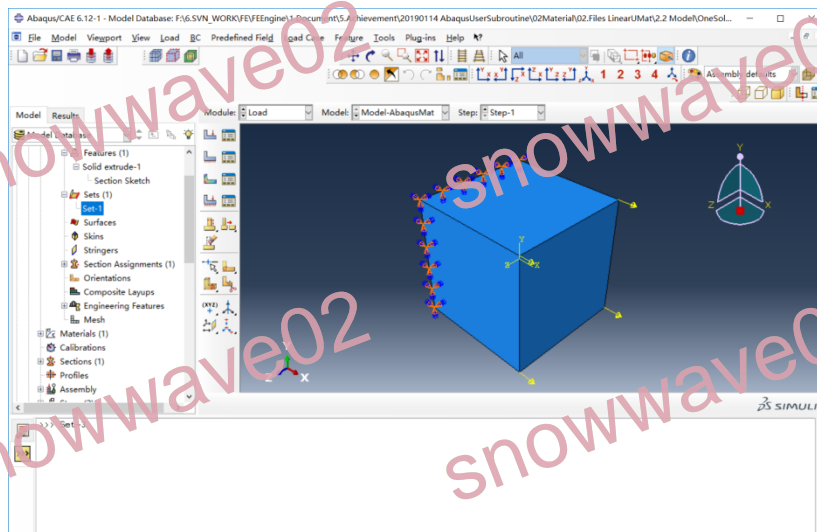 Abaqus/CAE 6.12-1 - Model Database: F:\6.SVN_WORK\FE\FEEngine\1.Document\5.Achievement\20190114 AbaqusUserSubroutine\02Material\02.Files LinearUMat\2.2 Model\OneSol...
File Model Viewport View Load BC Predefined Field Load Case Feature Tools Plug-ins Help
All
1 2 3 4 Assembly defaults
Model Results Module: Load Model: Model-AbaqusMat Step: Step-1
Model Database
Features (1)
Solid extrude-1
Section Sketch
Sets (1)
Set-1
Surfaces
Skins
Stringers
Section Assignments (1)
Orientations
Composite Layups
Engineering Features
Mesh
Materials (1)
Calibrations
Sections (1)
Profiles
Assembly
Y
Z X
Y
X
Y
Z X
(XYZ)
SIMULI
>>>
snowwave02
snowwave02
snowwave02
snowwave02